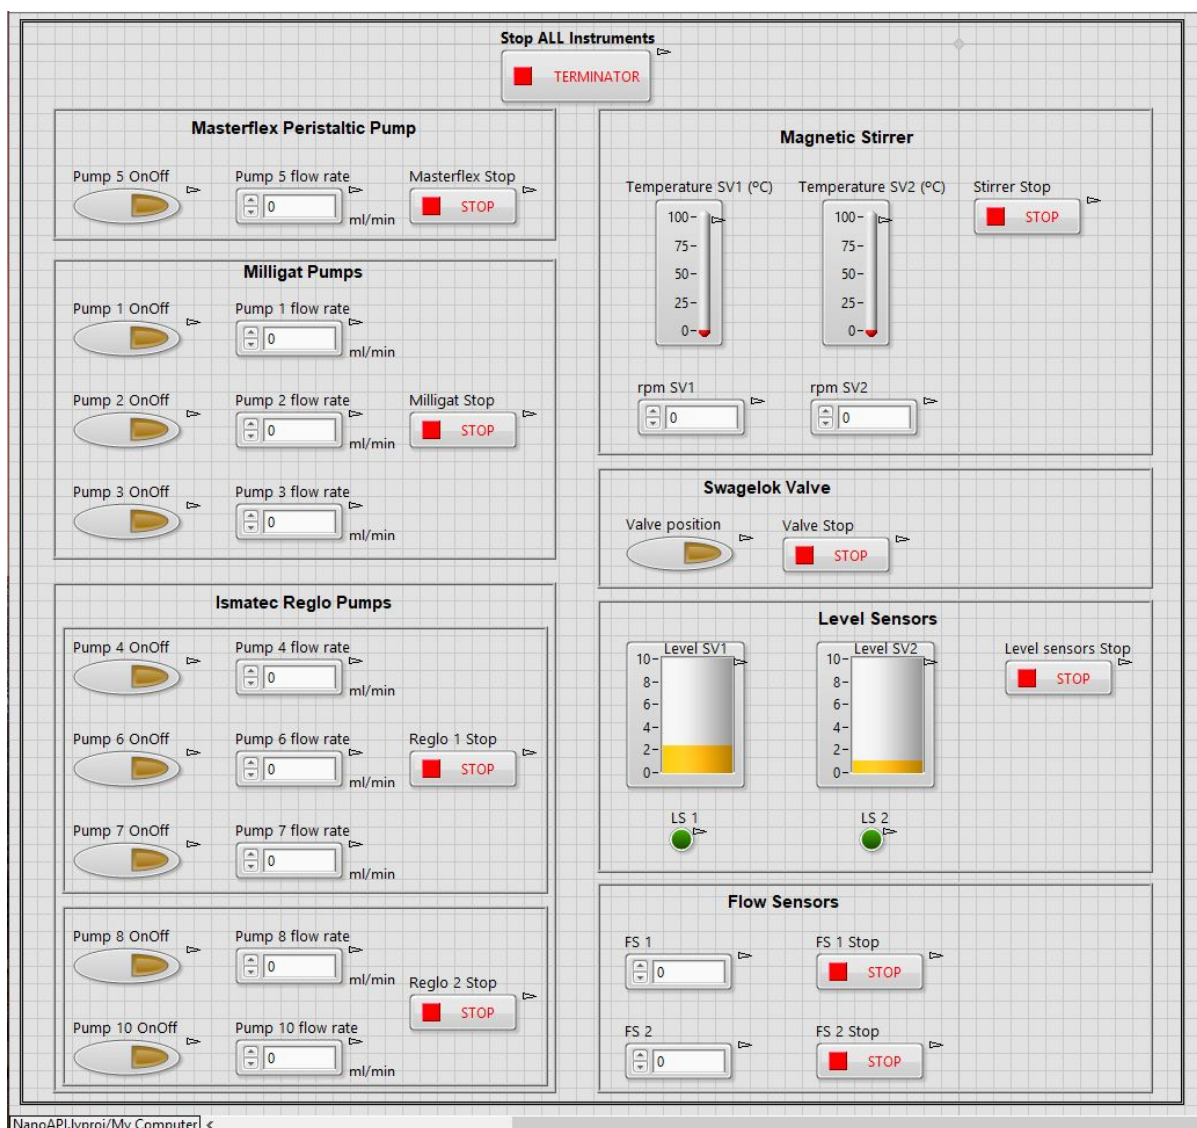 Stop ALL Instruments
TERMINATOR
Masterflex Peristaltic Pump
Pump 5 OnOff Pump 5 flow rate Masterflex Stop
0 ml/min STOP
Milligat Pumps
Pump 1 OnOff Pump 1 flow rate
0 ml/min
Pump 2 OnOff Pump 2 flow rate Milligat Stop
0 ml/min STOP
Pump 3 OnOff Pump 3 flow rate
0 ml/min
Ismatec Reglo Pumps
Pump 4 OnOff Pump 4 flow rate
0 ml/min
Pump 6 OnOff Pump 6 flow rate Reglo 1 Stop
0 ml/min STOP
Pump 7 OnOff Pump 7 flow rate
0 ml/min
Pump 8 OnOff Pump 8 flow rate
0 ml/min
Reglo 2 Stop
STOP
Pump 10 OnOff Pump 10 flow rate
0 ml/min
Magnetic Stirrer
Temperature SV1 (ºC) Temperature SV2 (ºC) Stirrer Stop
STOP
100- 100-
75- 75-
50- 50-
25- 25-
0- 0-
rpm SV1 rpm SV2
0 0
Swagelok Valve
Valve position Valve Stop
STOP
Level Sensors
Level SV1 Level SV2 Level sensors Stop
STOP
10- 10-
8- 8-
6- 6-
4- 4-
2- 2-
0- 0-
LS 1 LS 2
Flow Sensors
FS 1 FS 1 Stop
0 STOP
FS 2 FS 2 Stop
0 STOP
NanoAPI.lvproj/My Computer <